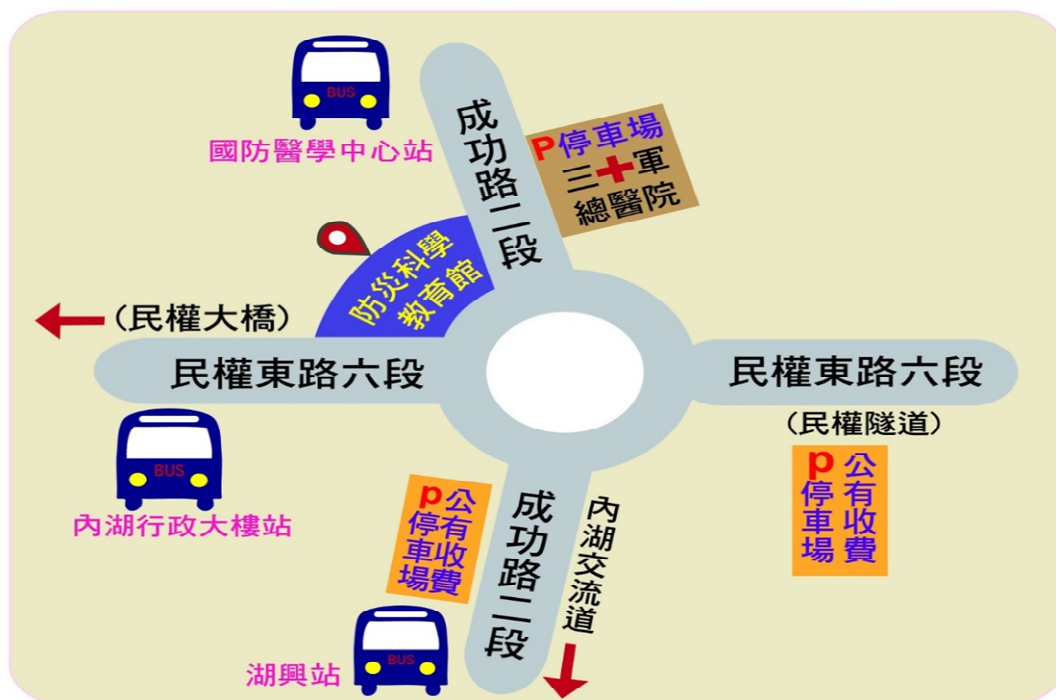 BUS
國防醫學中心站
成功路二段
P停車場
三軍
總醫院
防災科學
教育館
(民權大橋)
民權東路六段
民權東路六段
(民權隧道)
BUS
內湖行政大樓站
P停車場
公有收費
成功路二段
內湖交流道
P停車場
公有收費
BUS
湖興站